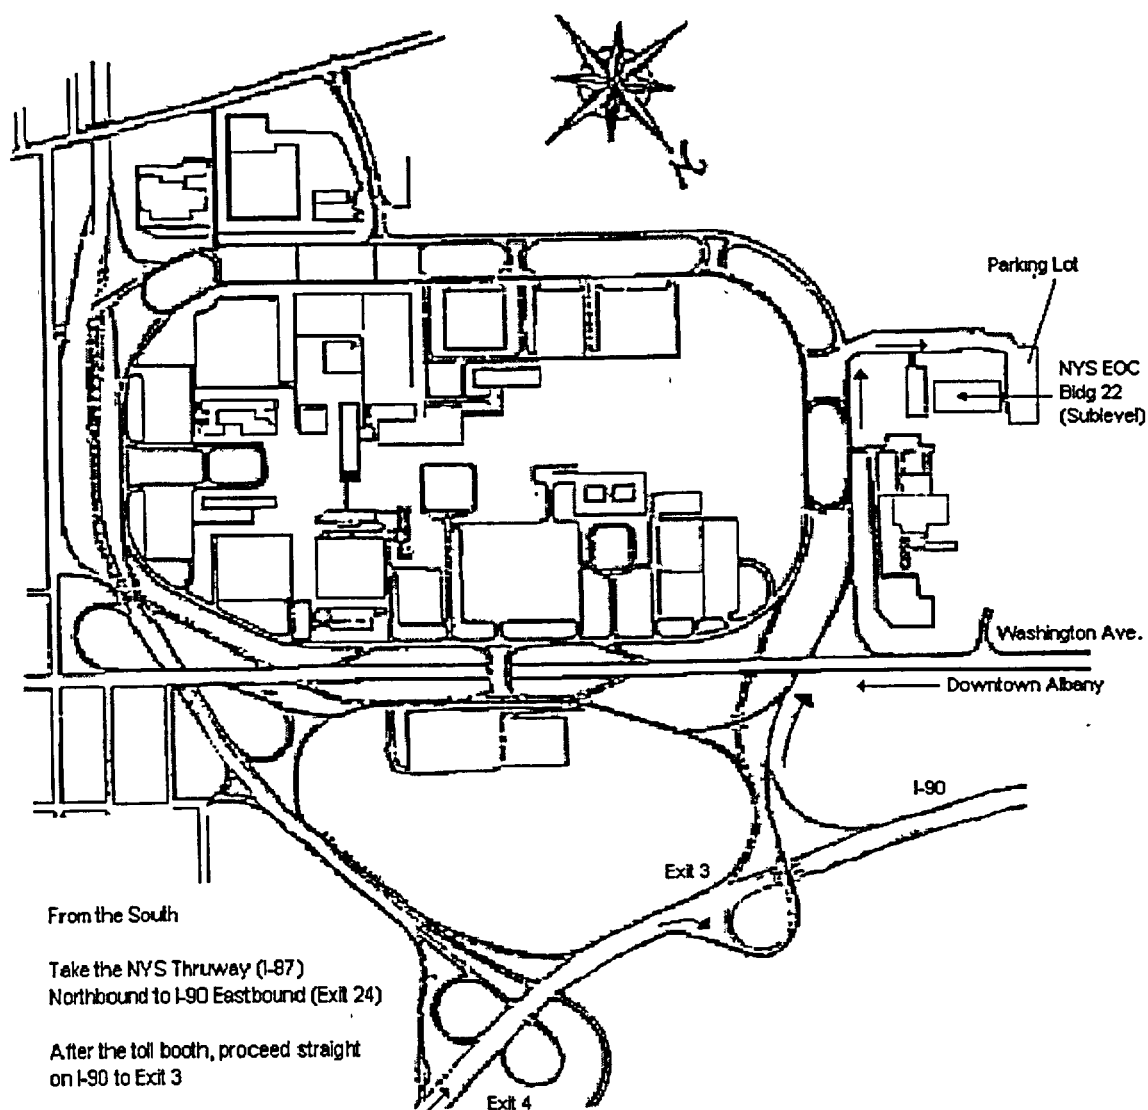 N
Parking Lot
NYS EOC
Bldg 22
(Sublevel)
Washington Ave.
Downtown Albany
I-90
Exit 3
From the South
Take the NYS Thruway (I-87)
Northbound to I-90 Eastbound (Exit 24)
After the toll booth, proceed straight
on I-90 to Exit 3
Exit 4